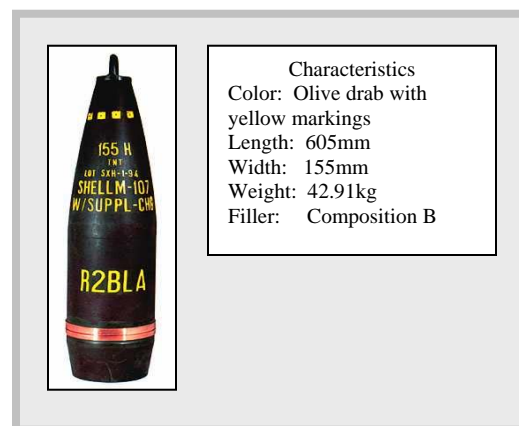 155 H
TNT
LOT SXH-1-94
SHELLM-107
W/SUPPL-CHG
R2BLA
Characteristics
Color: Olive drab with
yellow markings
Length: 605mm
Width: 155mm
Weight: 42.91kg
Filler: Composition B